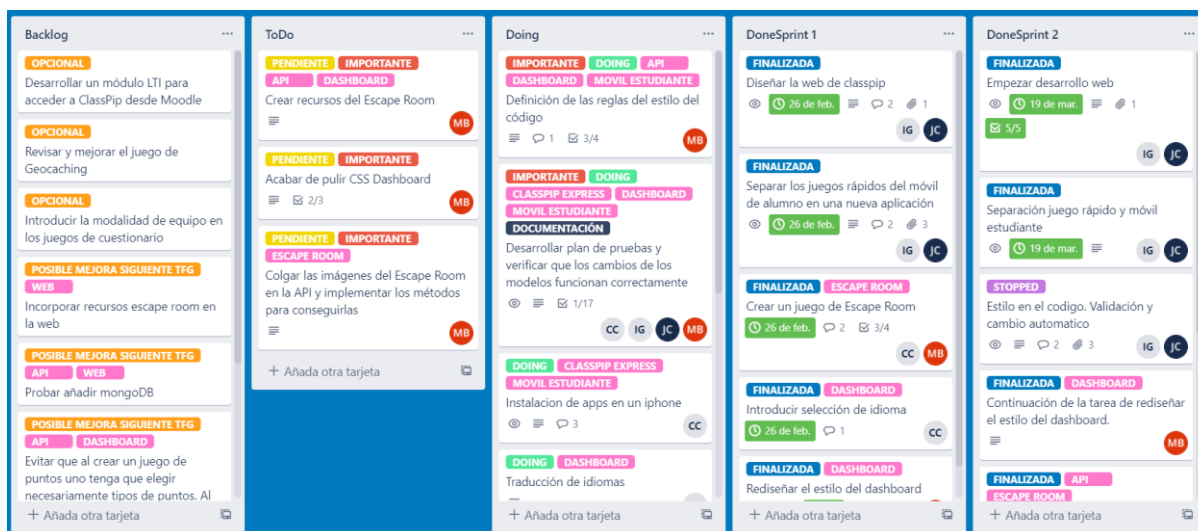 Backlog
OPCIONAL
Desarrollar un módulo LTI para
acceder a ClassPip desde Moodle
OPCIONAL
Revisar y mejorar el juego de
Geocaching
OPCIONAL
Introducir la modalidad de equipo en
los juegos de cuestionario
POSIBLE MEJORA SIGUIENTE TFG
WEB
Incorporar recursos escape room en
la web
POSIBLE MEJORA SIGUIENTE TFG
API WEB
Probar añadir mongoDB
POSIBLE MEJORA SIGUIENTE TFG
API DASHBOARD
Evitar que al crear un juego de
puntos uno tenga que elegir
necesariamente tipos de puntos. Al
+ Añada otra tarjeta
ToDo
PENDIENTE IMPORTANTE
API DASHBOARD
Crear recursos del Escape Room
MB
PENDIENTE IMPORTANTE
Acabar de pulir CSS Dashboard
2/3
MB
PENDIENTE IMPORTANTE
ESCAPE ROOM
Colgar las imágenes del Escape Room
en la API y implementar los métodos
para conseguirlas
MB
+ Añada otra tarjeta
Doing
IMPORTANTE DOING API
DASHBOARD MOVIL ESTUDIANTE
Definición de las reglas del estilo del
código
1 3/4
MB
IMPORTANTE DOING
CLASSPIP EXPRESS DASHBOARD
MOVIL ESTUDIANTE
DOCUMENTACIÓN
Desarrollar plan de pruebas y
verificar que los cambios de los
modelos funcionan correctamente
1/17
CC IG JC MB
DOING CLASSPIP EXPRESS
MOVIL ESTUDIANTE
Instalacion de apps en un iphone
3
CC
DOING DASHBOARD
Traducción de idiomas
+ Añada otra tarjeta
DoneSprint 1
FINALIZADA
Diseñar la web de classpip
26 de feb. 2 1
IG JC
FINALIZADA
Separar los juegos rápidos del móvil
de alumno en una nueva aplicación
26 de feb. 2 3
IG JC
FINALIZADA ESCAPE ROOM
Crear un juego de Escape Room
26 de feb. 2 3/4
CC MB
FINALIZADA DASHBOARD
Introducir selección de idioma
26 de feb. 1
CC
FINALIZADA DASHBOARD
Rediseñar el estilo del dashboard
+ Añada otra tarjeta
DoneSprint 2
FINALIZADA
Empezar desarrollo web
19 de mar. 1
5/5
IG JC
FINALIZADA
Separación juego rápido y móvil
estudiante
19 de mar.
IG JC
STOPPED
Estilo en el codigo. Validación y
cambio automatico
2 3
IG JC
FINALIZADA DASHBOARD
Continuación de la tarea de rediseñar
el estilo del dashboard.
MB
FINALIZADA API
ESCAPE ROOM
+ Añada otra tarjeta